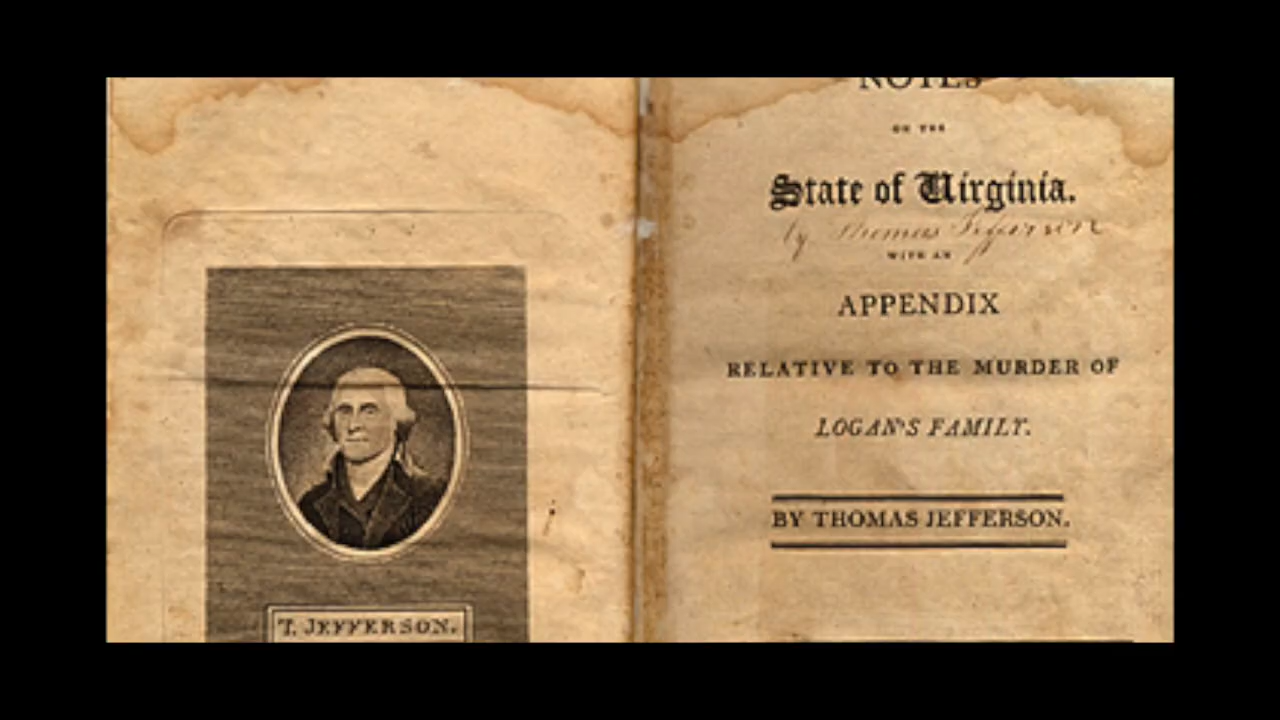 T. JEFFERSON.
NOTES
ON THE
State of Virginia.
by Thomas Jefferson
WITH AN
APPENDIX
RELATIVE TO THE MURDER OF
LOGAN'S FAMILY.
BY THOMAS JEFFERSON.